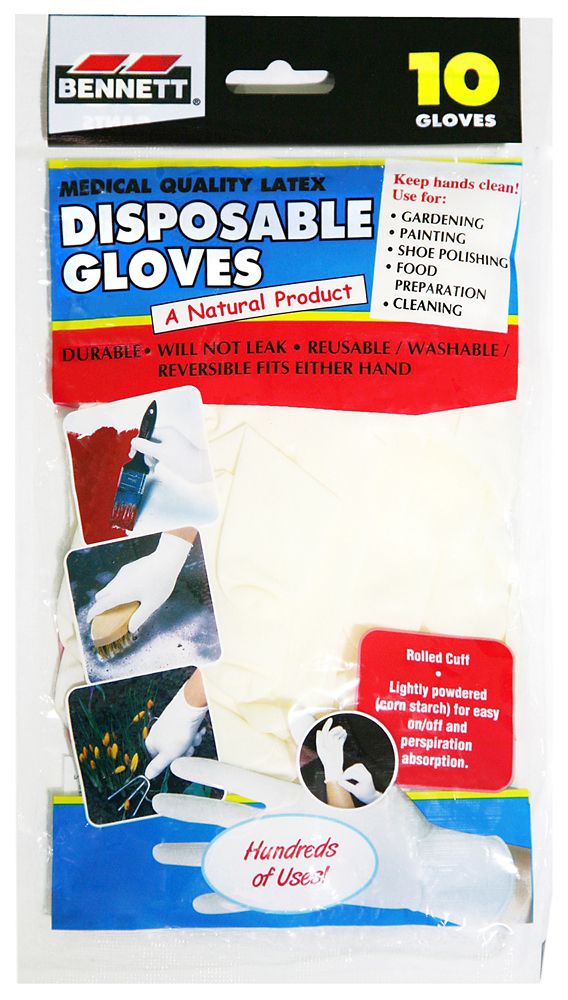 BENNETT®
10
GLOVES
MEDICAL QUALITY LATEX
DISPOSABLE
GLOVES
A Natural Product
Keep hands clean!
Use for:
• GARDENING
• PAINTING
• SHOE POLISHING
• FOOD
PREPARATION
• CLEANING
DURABLE • WILL NOT LEAK • REUSABLE / WASHABLE /
REVERSIBLE FITS EITHER HAND
Rolled Cuff
•
Lightly powdered
(corn starch) for easy
on/off and
perspiration
absorption.
Hundreds
of Uses!